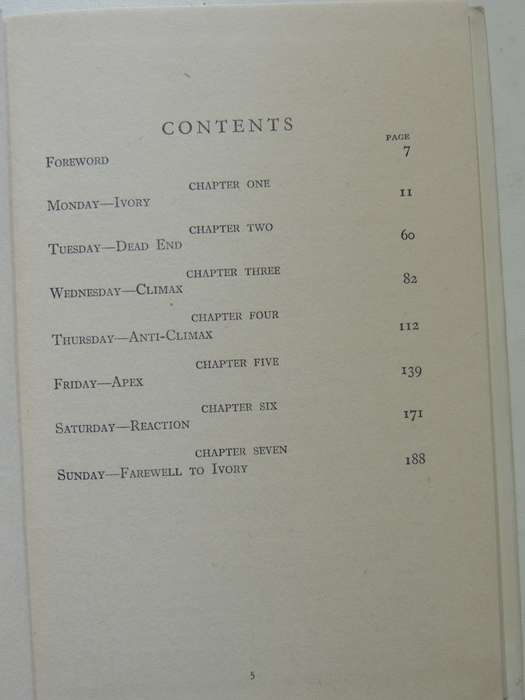 CONTENTS
PAGE
Foreword 7
CHAPTER ONE
Monday—Ivory 11
CHAPTER TWO
Tuesday—Dead End 60
CHAPTER THREE
Wednesday—Climax 82
CHAPTER FOUR
Thursday—Anti-Climax 112
CHAPTER FIVE
Friday—Apex 139
CHAPTER SIX
Saturday—Reaction 171
CHAPTER SEVEN
Sunday—Farewell to Ivory 188
5